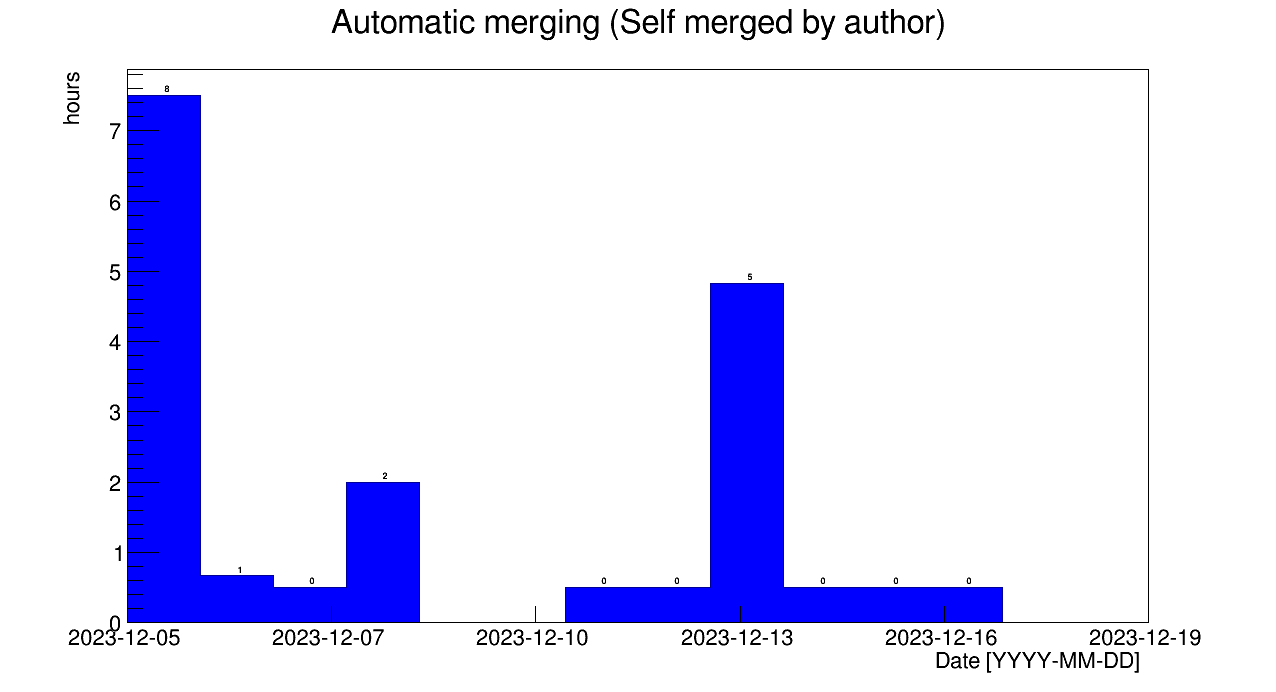 Automatic merging (Self merged by author)
hours
8
7
6
5
5
4
3
2
2
1
1
0 0 0 0 0 0
0
2023-12-05 2023-12-07 2023-12-10 2023-12-13 2023-12-16 2023-12-19
Date [YYYY-MM-DD]